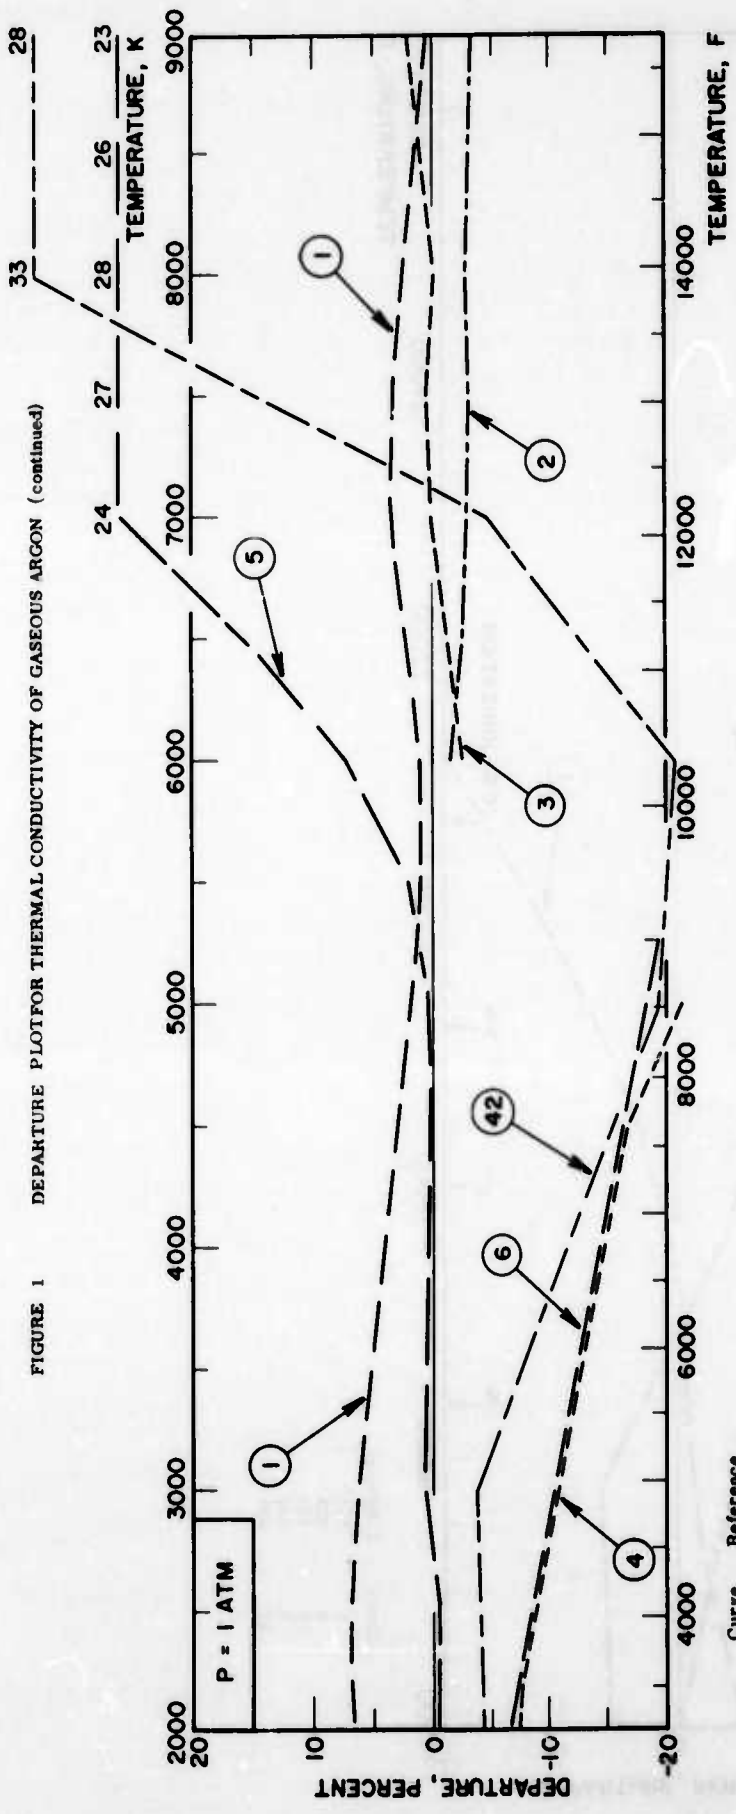 FIGURE 1 DEPARTURE PLOTFOR THERMAL CONDUCTIVITY OF GASEOUS ARGON (continued)
33 28
24 27 28 26 23
TEMPERATURE, K
2000 3000 4000 5000 6000 7000 8000 9000
P = 1 ATM
DEPARTURE, PERCENT
20
10
0
-10
-20
1
5
1
42
6
4
3
2
4000 6000 8000 10000 12000 14000
TEMPERATURE, F
Curve Reference